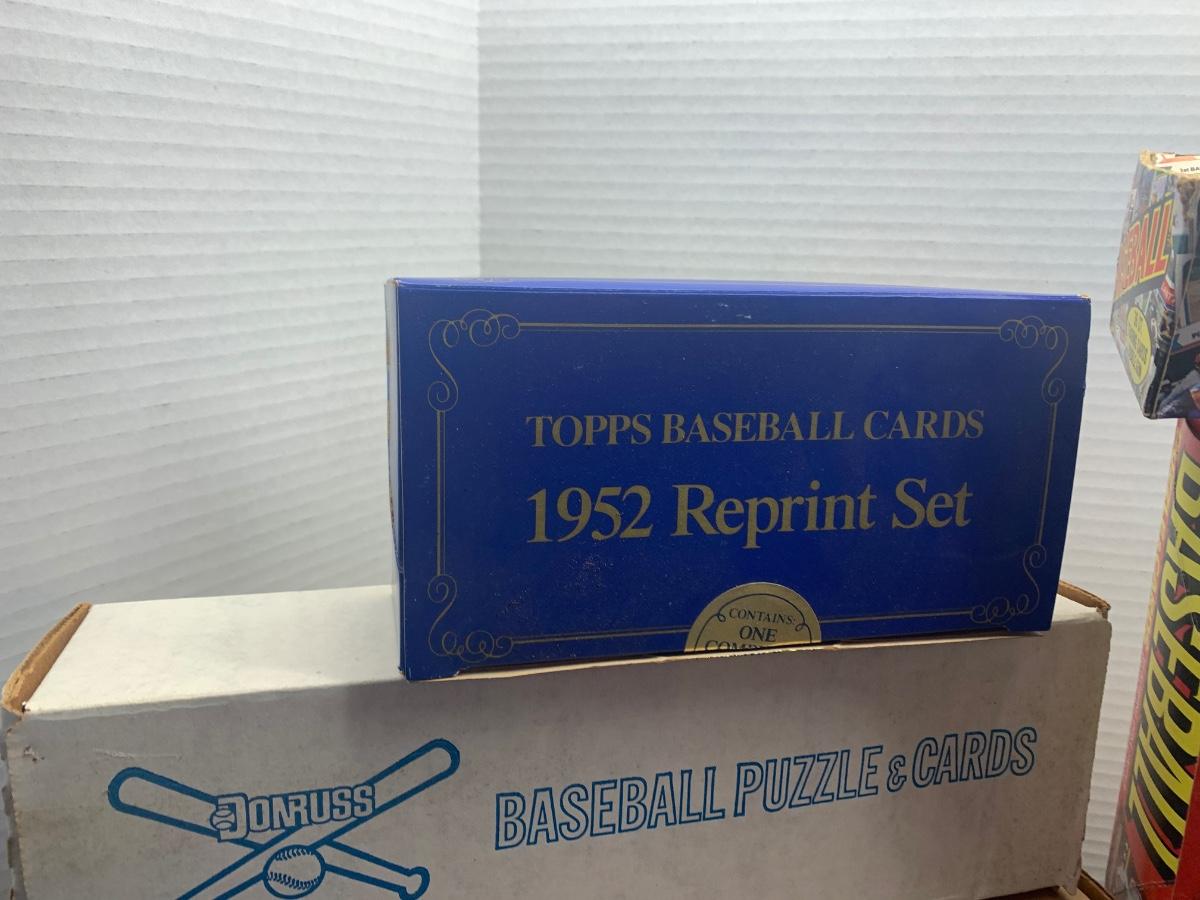 TOPPS BASEBALL CARDS
1952 Reprint Set
CONTAINS:
ONE
DONRUSS
BASEBALL PUZZLE & CARDS
BASEBALL